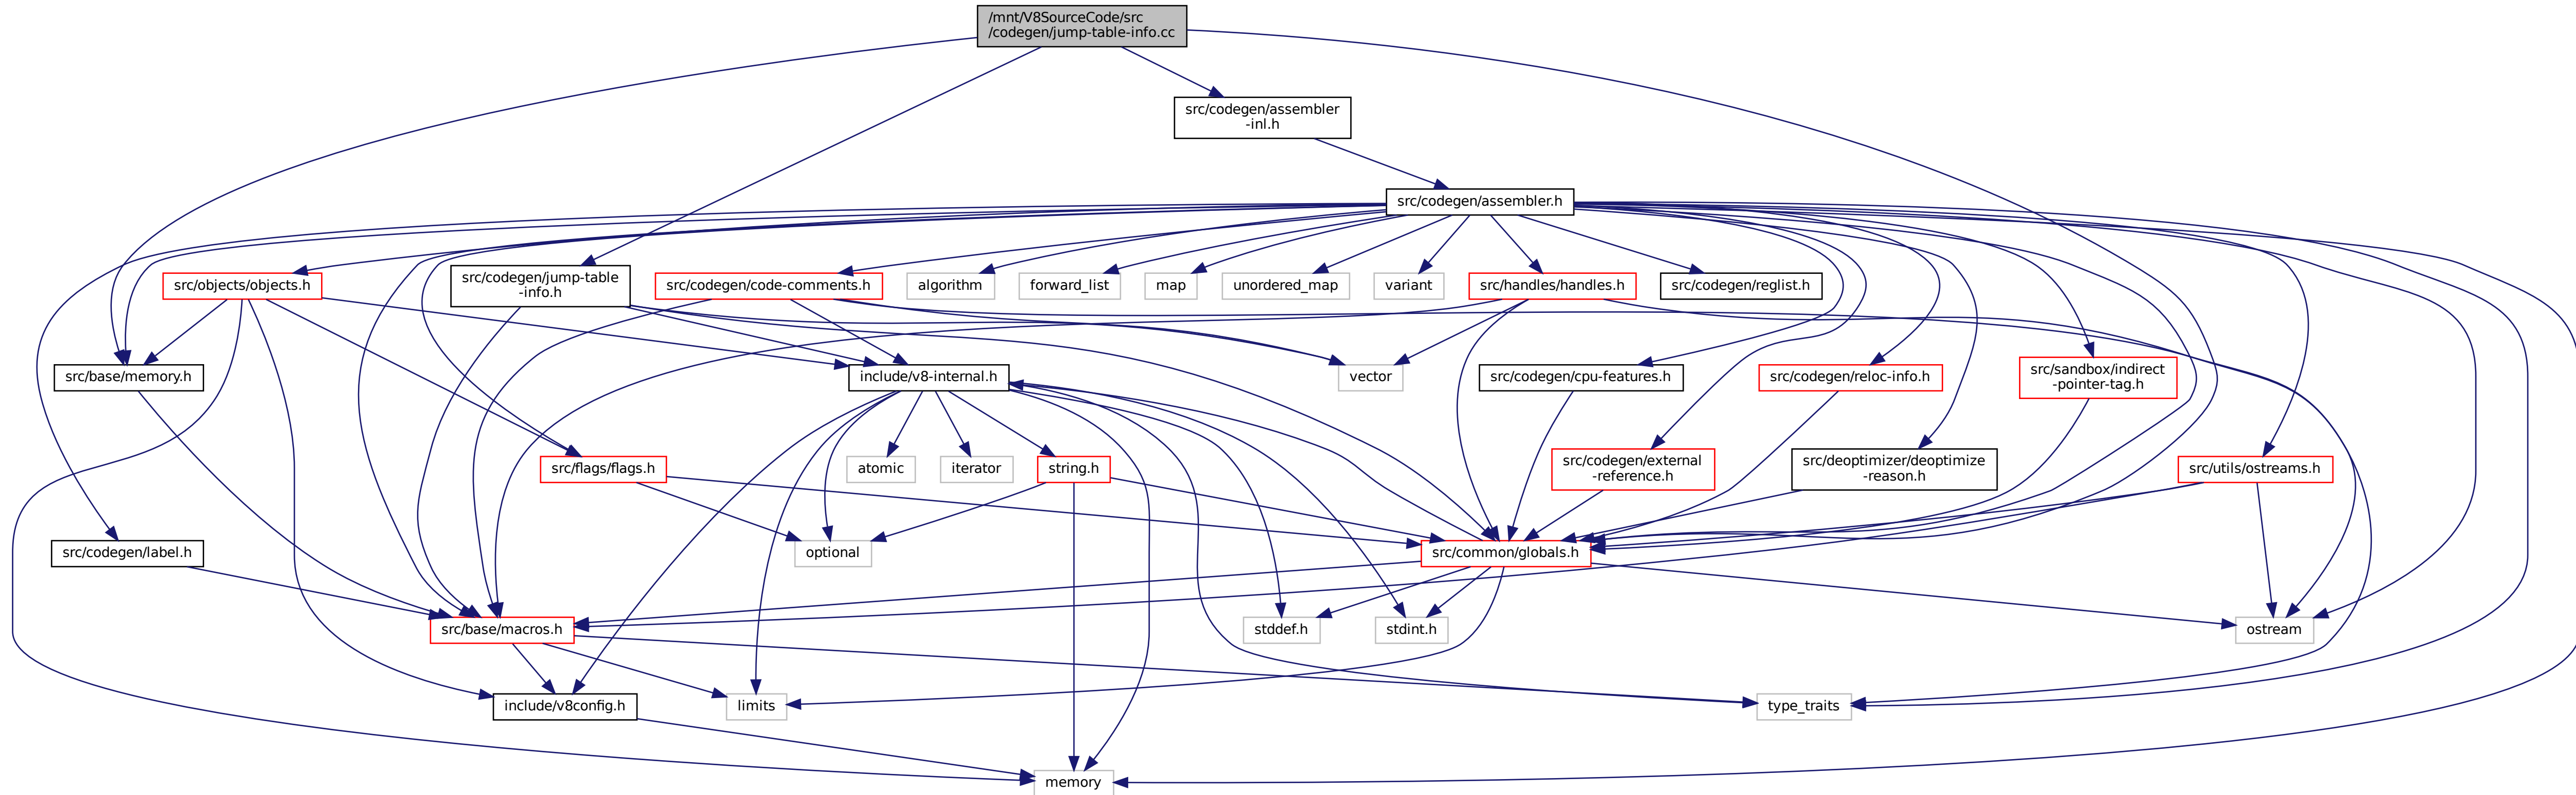 /mnt/V8SourceCode/src
/codegen/jump-table-info.cc
src/codegen/assembler
-inl.h
src/codegen/assembler.h
src/objects/objects.h
src/codegen/jump-table
-info.h
src/codegen/code-comments.h
algorithm
forward_list
map
unordered_map
variant
src/handles/handles.h
src/codegen/reglist.h
src/base/memory.h
include/v8-internal.h
vector
src/codegen/cpu-features.h
src/codegen/reloc-info.h
src/sandbox/indirect
-pointer-tag.h
src/flags/flags.h
atomic
iterator
string.h
src/codegen/external
-reference.h
src/deoptimizer/deoptimize
-reason.h
src/utils/ostreams.h
src/codegen/label.h
optional
src/common/globals.h
src/base/macros.h
stddef.h
stdint.h
ostream
include/v8config.h
limits
type_traits
memory